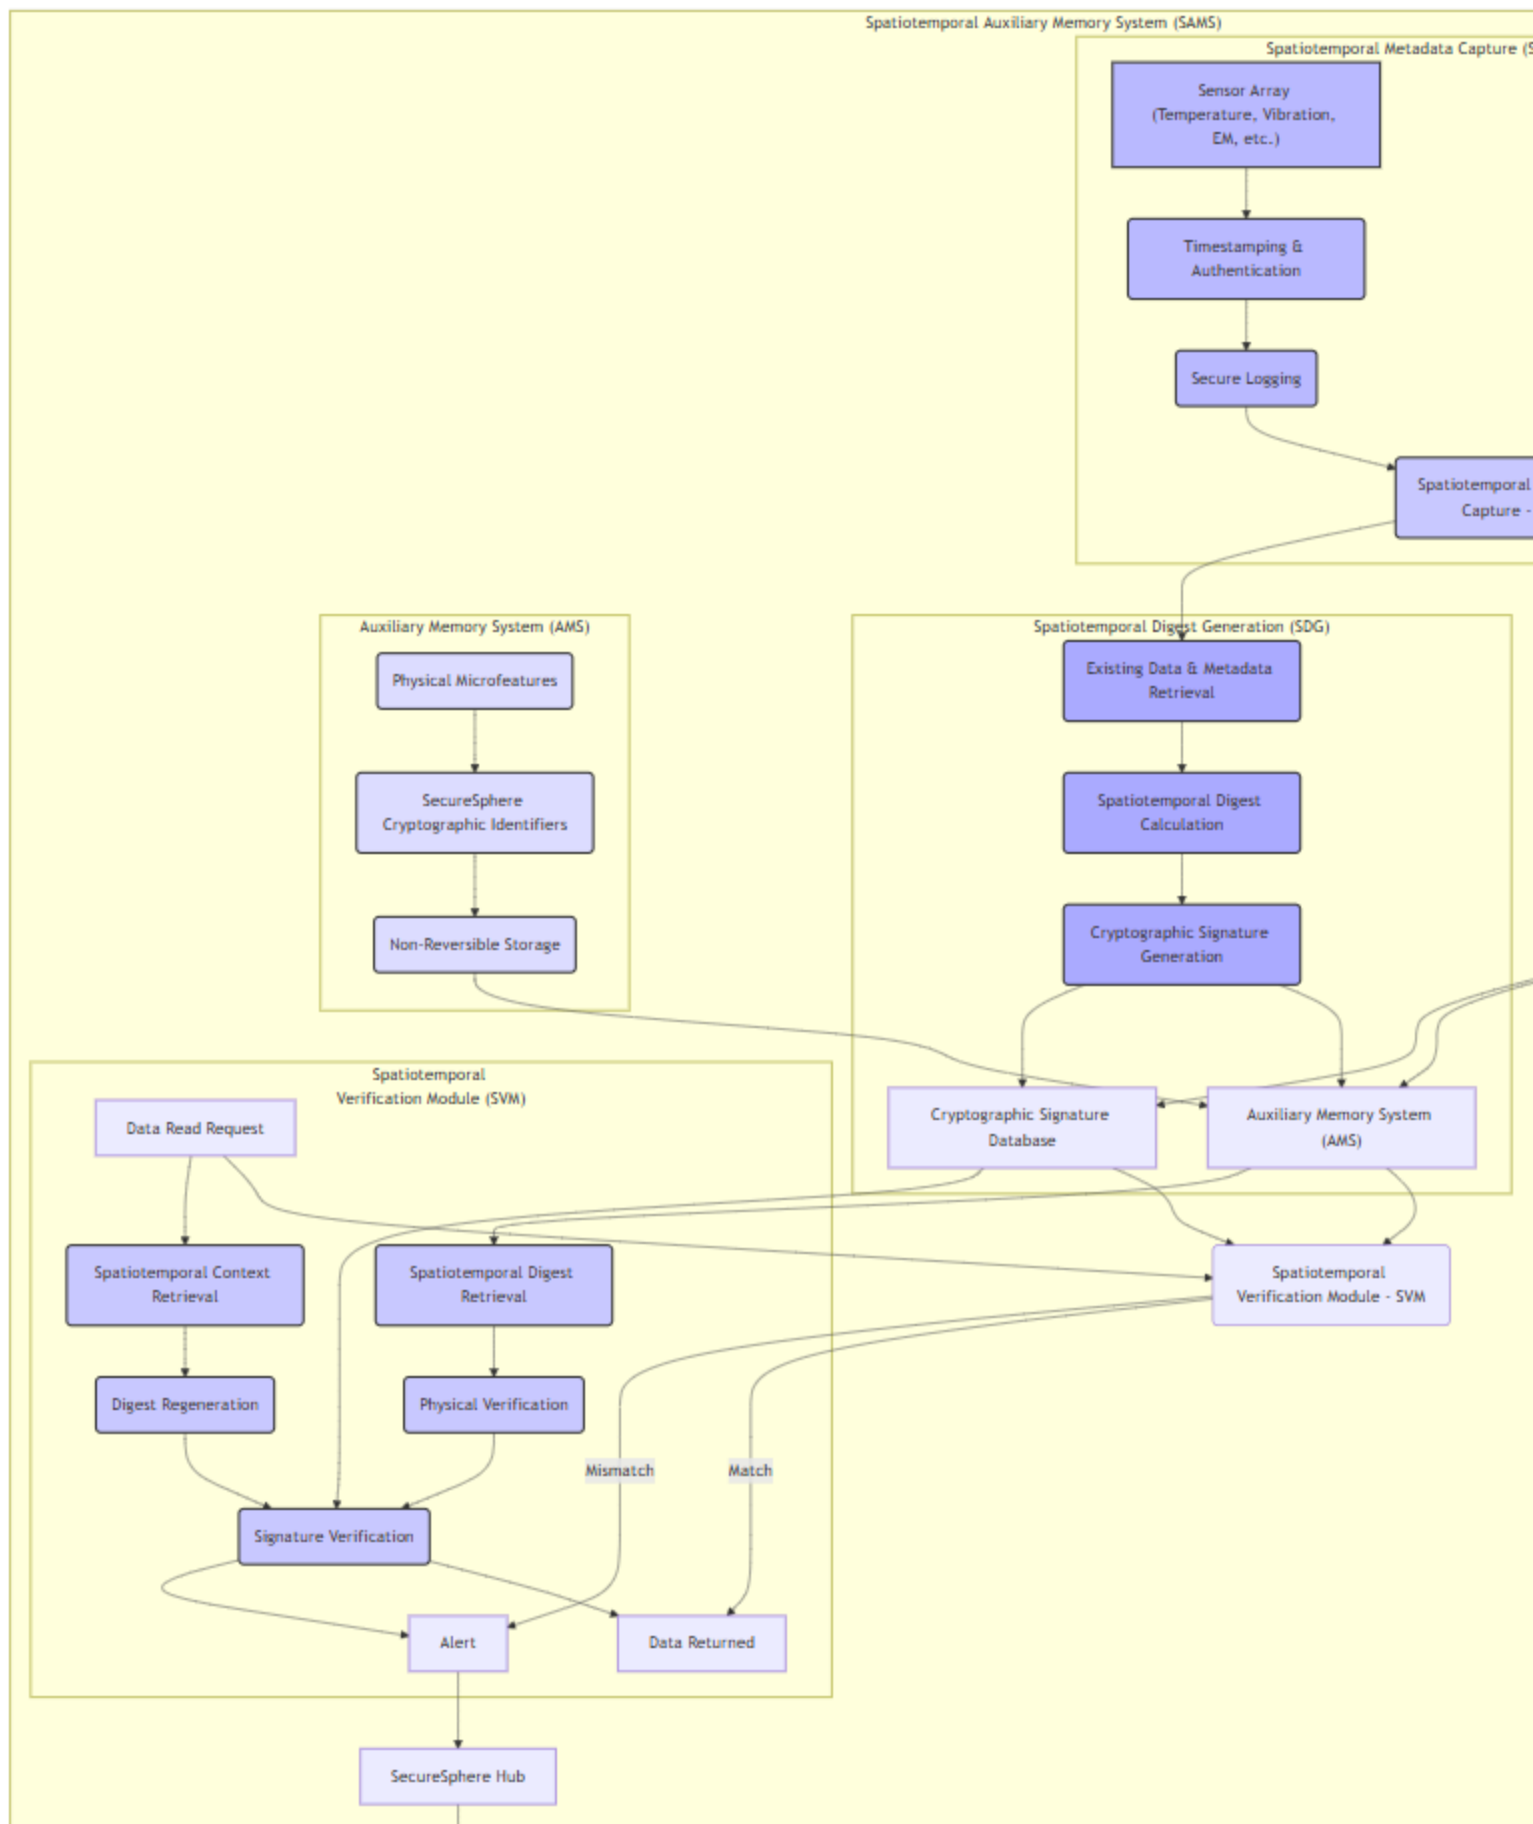 Spatiotemporal Auxiliary Memory System (SAMS)
Spatiotemporal Metadata Capture (S
Sensor Array
(Temperature, Vibration,
EM, etc.)
Timestamping &
Authentication
Secure Logging
Spatiotemporal
Capture -
Auxiliary Memory System (AMS)
Physical Microfeatures
SecureSphere
Cryptographic Identifiers
Non-Reversible Storage
Spatiotemporal Digest Generation (SDG)
Existing Data & Metadata
Retrieval
Spatiotemporal Digest
Calculation
Cryptographic Signature
Generation
Cryptographic Signature
Database
Auxiliary Memory System
(AMS)
Spatiotemporal
Verification Module (SVM)
Data Read Request
Spatiotemporal Context
Retrieval
Spatiotemporal Digest
Retrieval
Spatiotemporal
Verification Module - SVM
Digest Regeneration
Physical Verification
Mismatch
Match
Signature Verification
Alert
Data Returned
SecureSphere Hub